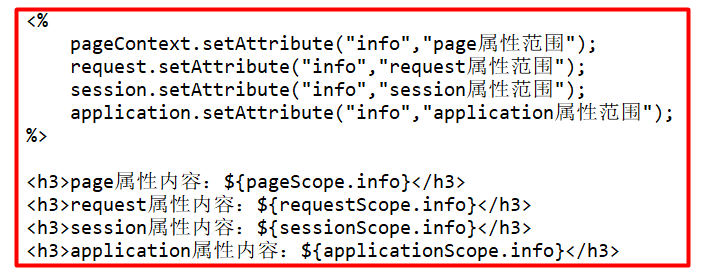 <%
    pageContext.setAttribute("info","page属性范围");
    request.setAttribute("info","request属性范围");
    session.setAttribute("info","session属性范围");
    application.setAttribute("info","application属性范围");
%>
<h3>page属性内容：${pageScope.info}</h3>
<h3>request属性内容：${requestScope.info}</h3>
<h3>session属性内容：${sessionScope.info}</h3>
<h3>application属性内容：${applicationScope.info}</h3>